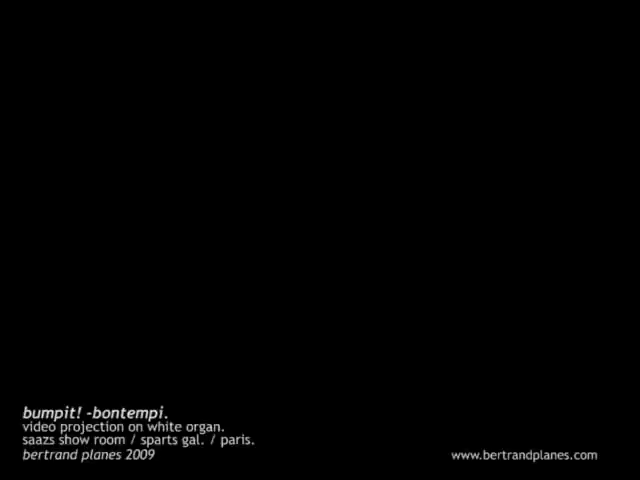 bumpit! -bontempi.
video projection on white organ.
saazs show room / sparts gal. / paris.
bertrand planes 2009
www.bertrandplanes.com